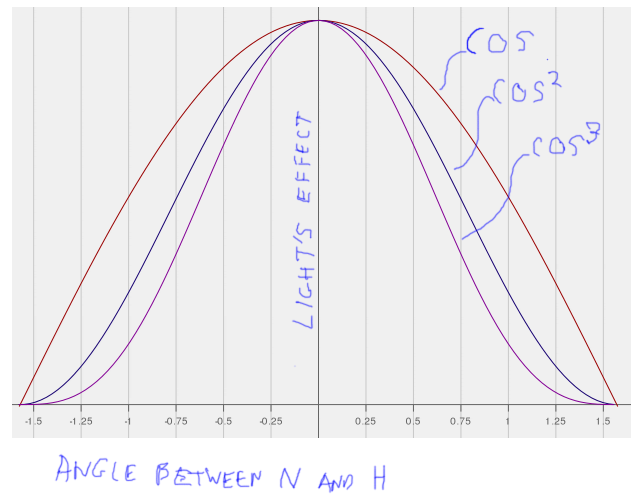 COS
COS²
COS³
LIGHT'S EFFECT
-1.5 -1.25 -1 -0.75 -0.5 -0.25 0.25 0.5 0.75 1 1.25 1.5
ANGLE BETWEEN N AND H